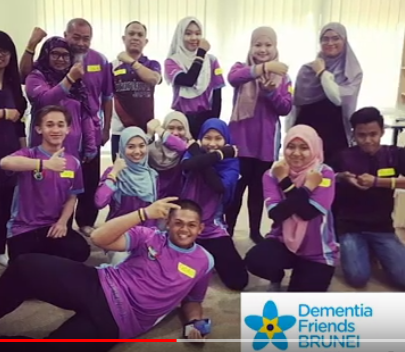 Dementia
Friends
BRUNEI